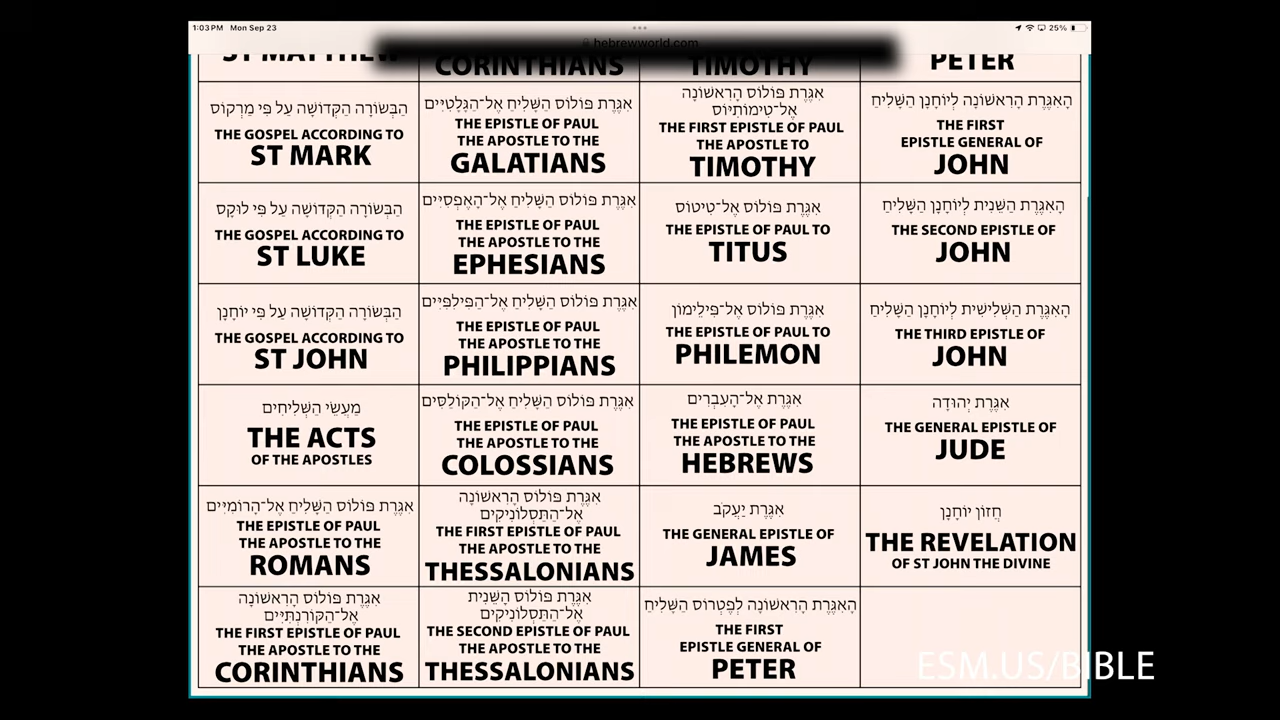 1:03 PM Mon Sep 23
25%
hebrewworld.com
ST MATTHEW
CORINTHIANS
TIMOTHY
PETER
הַבְּשׂוֹרָה הַקְּדוֹשָׁה עַל פִּי מַרְקוֹס
THE GOSPEL ACCORDING TO
ST MARK
אִגֶּרֶת פּוֹלוֹס הַשָּׁלִיחַ אֶל־הַגָּלָטִיִּים
THE EPISTLE OF PAUL
THE APOSTLE TO THE
GALATIANS
אִגֶּרֶת פּוֹלוֹס הָרִאשׁוֹנָה
אֶל־טִימוֹתִיּוֹס
THE FIRST EPISTLE OF PAUL
THE APOSTLE TO
TIMOTHY
הָאִגֶּרֶת הָרִאשׁוֹנָה לְיוֹחָנָן הַשָּׁלִיחַ
THE FIRST
EPISTLE GENERAL OF
JOHN
הַבְּשׂוֹרָה הַקְּדוֹשָׁה עַל פִּי לוּקָס
THE GOSPEL ACCORDING TO
ST LUKE
אִגֶּרֶת פּוֹלוֹס הַשָּׁלִיחַ אֶל־הָאֶפְסִיִּים
THE EPISTLE OF PAUL
THE APOSTLE TO THE
EPHESIANS
אִגֶּרֶת פּוֹלוֹס אֶל־טִיטוֹס
THE EPISTLE OF PAUL TO
TITUS
הָאִגֶּרֶת הַשֵּׁנִית לְיוֹחָנָן הַשָּׁלִיחַ
THE SECOND EPISTLE OF
JOHN
הַבְּשׂוֹרָה הַקְּדוֹשָׁה עַל פִּי יוֹחָנָן
THE GOSPEL ACCORDING TO
ST JOHN
אִגֶּרֶת פּוֹלוֹס הַשָּׁלִיחַ אֶל־הַפִילִפִּיִּים
THE EPISTLE OF PAUL
THE APOSTLE TO THE
PHILIPPIANS
אִגֶּרֶת פּוֹלוֹס אֶל־פִילֵימוֹן
THE EPISTLE OF PAUL TO
PHILEMON
הָאִגֶּרֶת הַשְּׁלִישִׁית לְיוֹחָנָן הַשָּׁלִיחַ
THE THIRD EPISTLE OF
JOHN
מַעֲשֵׂי הַשְּׁלִיחִים
THE ACTS
OF THE APOSTLES
אִגֶּרֶת פּוֹלוֹס הַשָּׁלִיחַ אֶל־הַקּוֹלַסִּים
THE EPISTLE OF PAUL
THE APOSTLE TO THE
COLOSSIANS
אִגֶּרֶת אֶל־הָעִבְרִים
THE EPISTLE OF PAUL
THE APOSTLE TO THE
HEBREWS
אִגֶּרֶת יְהוּדָה
THE GENERAL EPISTLE OF
JUDE
אִגֶּרֶת פּוֹלוֹס הַשָּׁלִיחַ אֶל־הָרוֹמִיִּים
THE EPISTLE OF PAUL
THE APOSTLE TO THE
ROMANS
אִגֶּרֶת פּוֹלוֹס הָרִאשׁוֹנָה
אֶל־הַתַּסְלוֹנִיקִים
THE FIRST EPISTLE OF PAUL
THE APOSTLE TO THE
THESSALONIANS
אִגֶּרֶת יַעֲקֹב
THE GENERAL EPISTLE OF
JAMES
חֲזוֹן יוֹחָנָן
THE REVELATION
OF ST JOHN THE DIVINE
אִגֶּרֶת פּוֹלוֹס הָרִאשׁוֹנָה
אֶל־הַקּוֹרִנְתִּיִּים
THE FIRST EPISTLE OF PAUL
THE APOSTLE TO THE
CORINTHIANS
אִגֶּרֶת פּוֹלוֹס הַשֵּׁנִית
אֶל־הַתַּסְלוֹנִיקִים
THE SECOND EPISTLE OF PAUL
THE APOSTLE TO THE
THESSALONIANS
הָאִגֶּרֶת הָרִאשׁוֹנָה לְפֶטְרוֹס הַשָּׁלִיחַ
THE FIRST
EPISTLE GENERAL OF
PETER
ESM.US/BIBLE